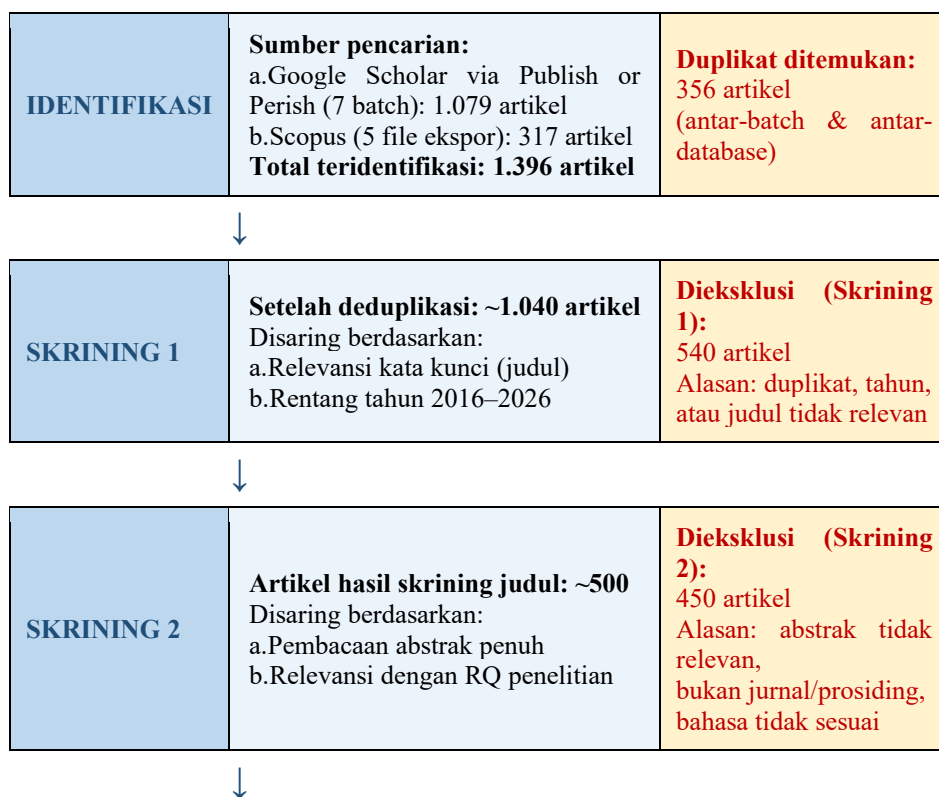 IDENTIFIKASI
Sumber pencarian:
a.Google Scholar via Publish or
Perish (7 batch): 1.079 artikel
b.Scopus (5 file ekspor): 317 artikel
Total teridentifikasi: 1.396 artikel
Duplikat ditemukan:
356 artikel
(antar-batch & antar-
database)
↓
SKRINING 1
Setelah deduplikasi: ~1.040 artikel
Disaring berdasarkan:
a.Relevansi kata kunci (judul)
b.Rentang tahun 2016–2026
Dieksklusi (Skrining
1):
540 artikel
Alasan: duplikat, tahun,
atau judul tidak relevan
↓
SKRINING 2
Artikel hasil skrining judul: ~500
Disaring berdasarkan:
a.Pembacaan abstrak penuh
b.Relevansi dengan RQ penelitian
Dieksklusi (Skrining
2):
450 artikel
Alasan: abstrak tidak
relevan,
bukan jurnal/prosiding,
bahasa tidak sesuai
↓